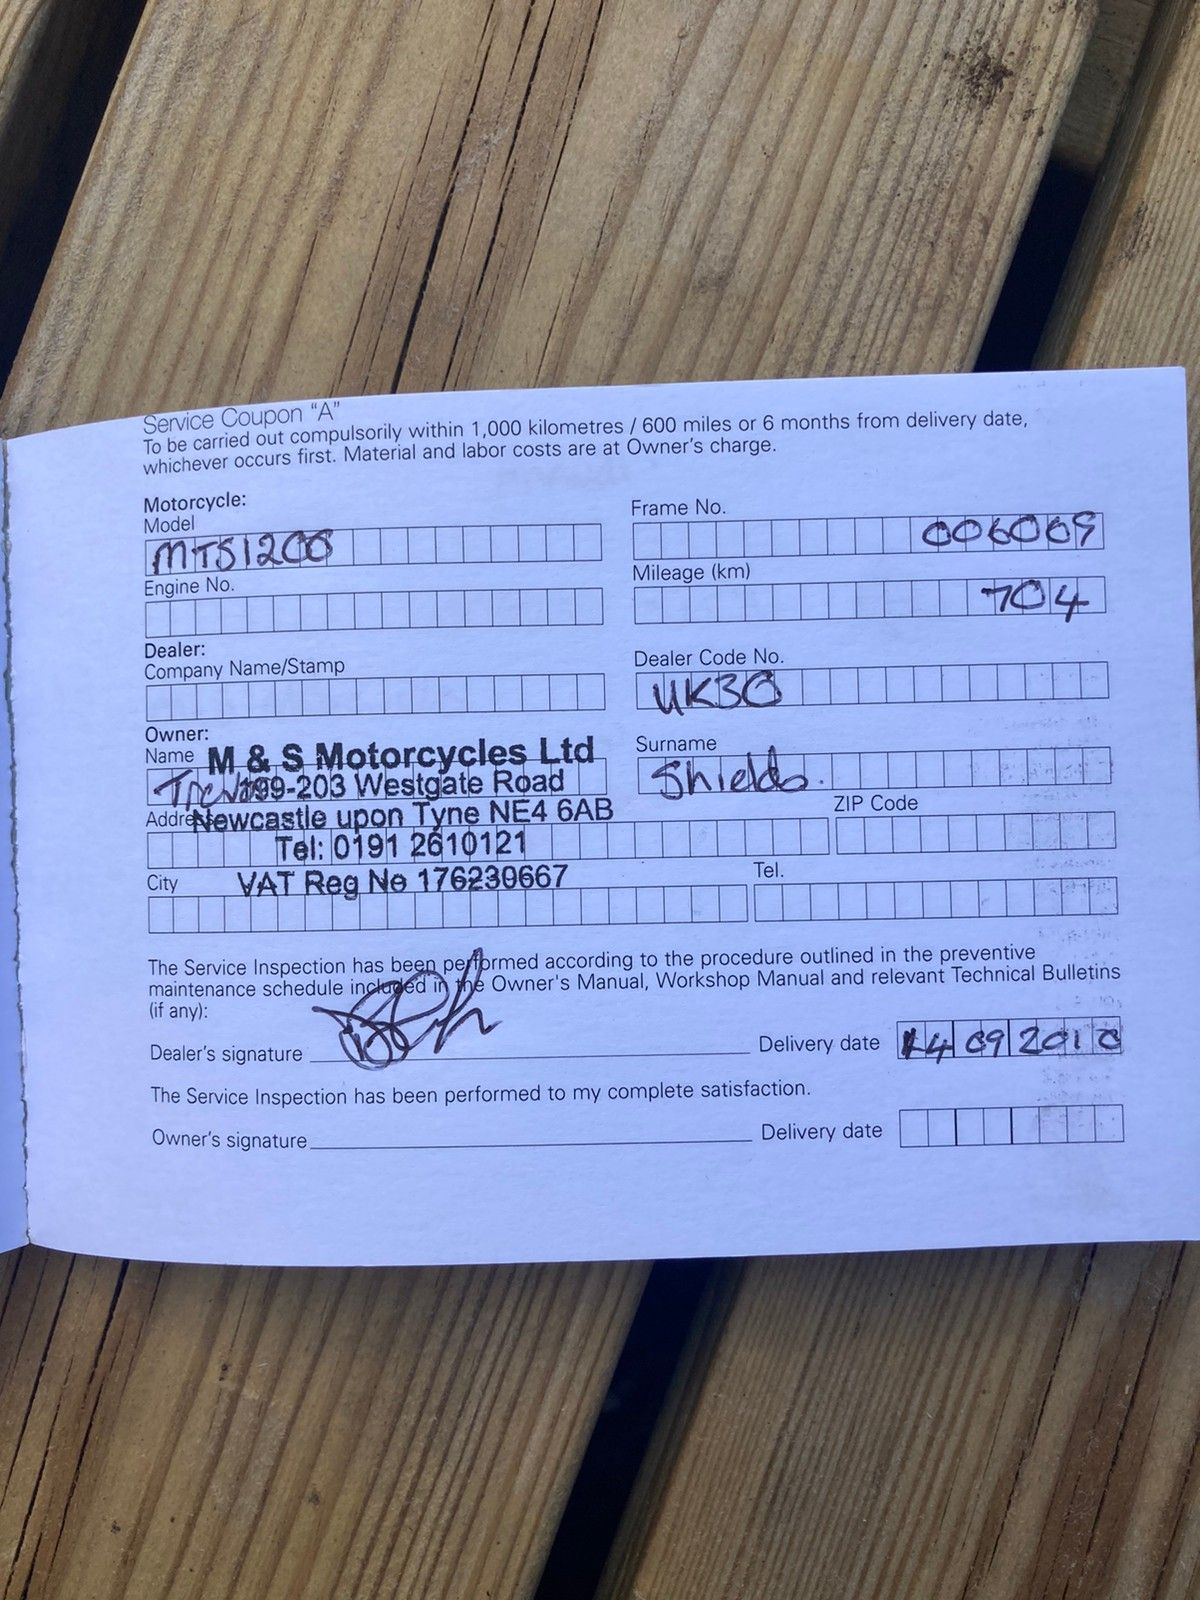 Service Coupon "A"
To be carried out compulsorily within 1,000 kilometres / 600 miles or 6 months from delivery date,
whichever occurs first. Material and labor costs are at Owner's charge.
Motorcycle:
Model
MTS1200
Frame No.
006009
Engine No.
Mileage (km)
704
Dealer:
Company Name/Stamp
Dealer Code No.
UK30
Owner:
Name
M & S Motorcycles Ltd
Surname
199-203 Westgate Road
Shields.
Address
Newcastle upon Tyne NE4 6AB
ZIP Code
Tel: 0191 2610121
City
VAT Reg No 176230667
Tel.
The Service Inspection has been performed according to the procedure outlined in the preventive
maintenance schedule included in the Owner's Manual, Workshop Manual and relevant Technical Bulletins
(if any):
Dealer's signature
Delivery date
14 09 2010
The Service Inspection has been performed to my complete satisfaction.
Owner's signature
Delivery date